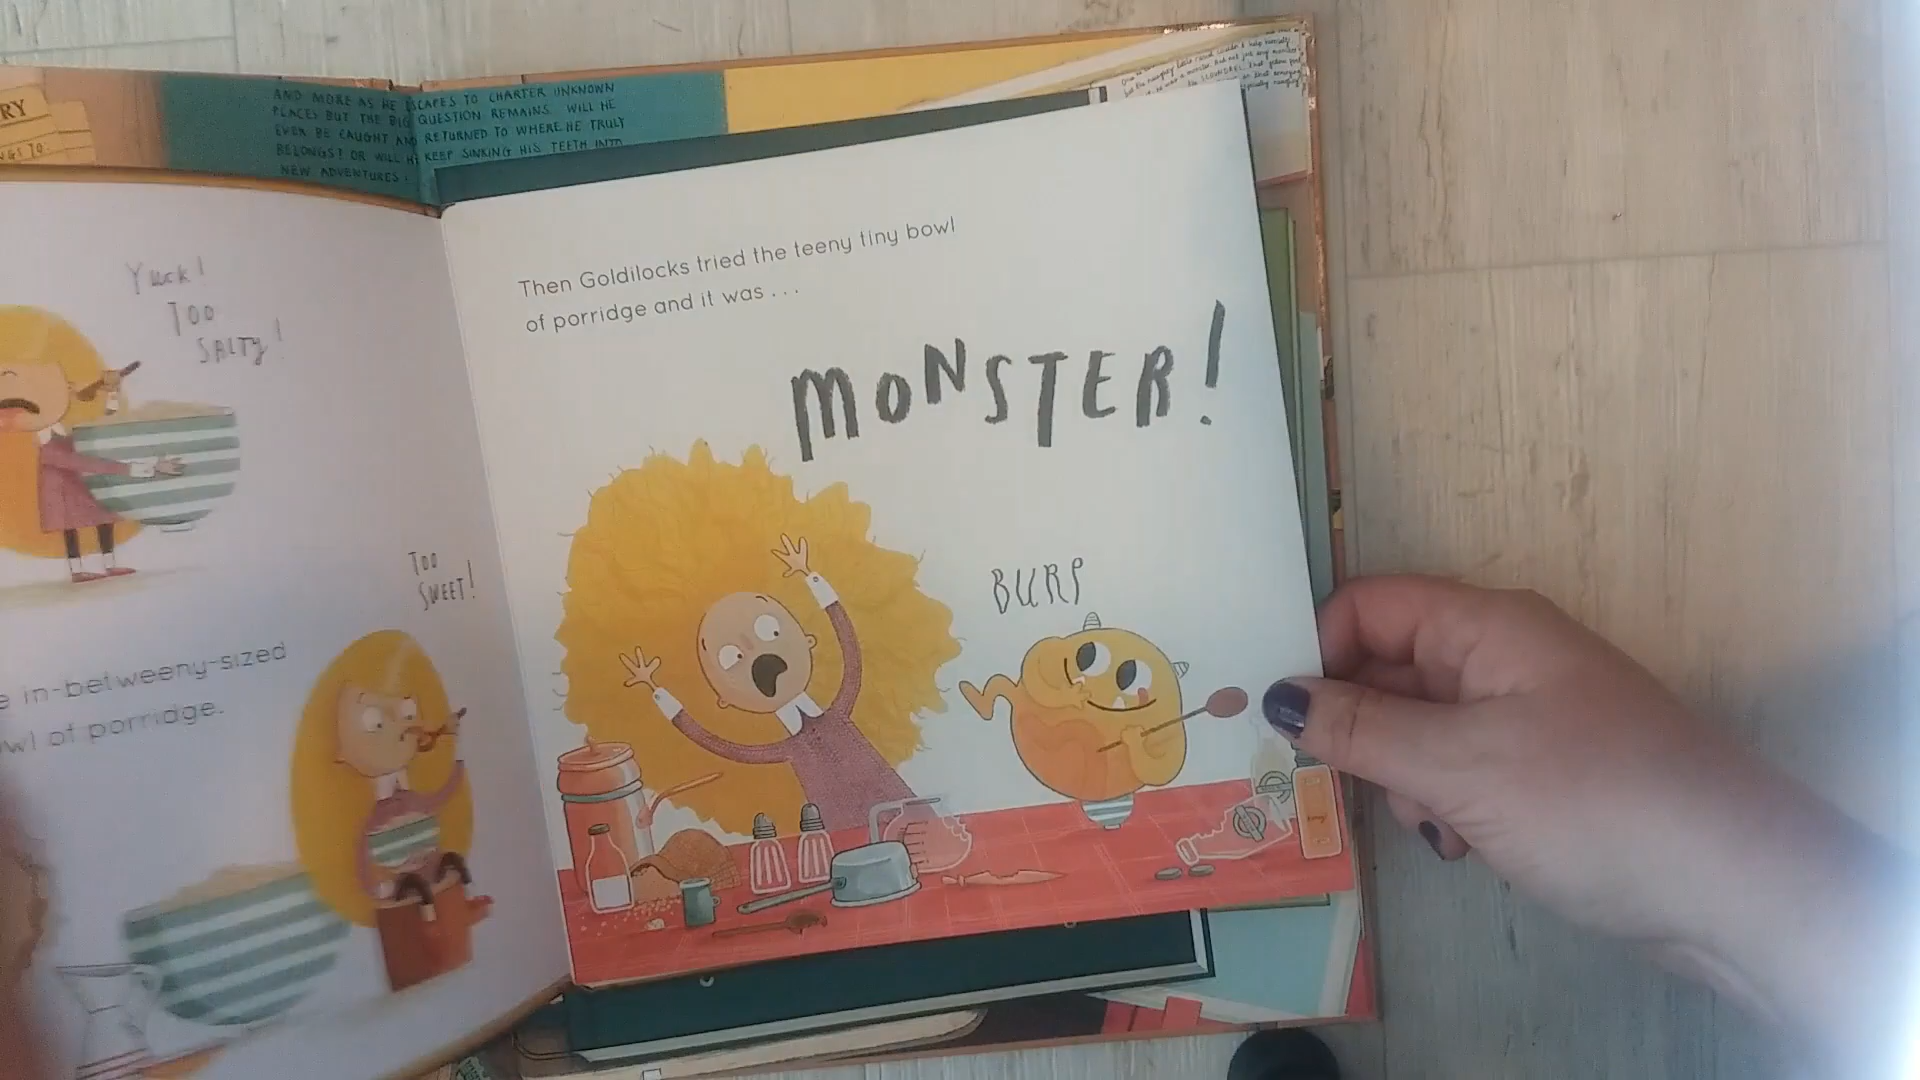 RY
AND MORE AS HE ESCAPES TO CHARTER UNKNOWN
PLACES BUT THE BIG QUESTION REMAINS. WILL HE
EVER BE CAUGHT AND RETURNED TO WHERE HE TRULY
BELONGS? OR WILL HE KEEP SINKING HIS TEETH INTO
NEW ADVENTURES!
Yuck!
TOO
SALTY!
TOO
SWEET!
in-betweeny-sized
of porridge.
Then Goldilocks tried the teeny tiny bowl
of porridge and it was . . .
MONSTER!
BURP